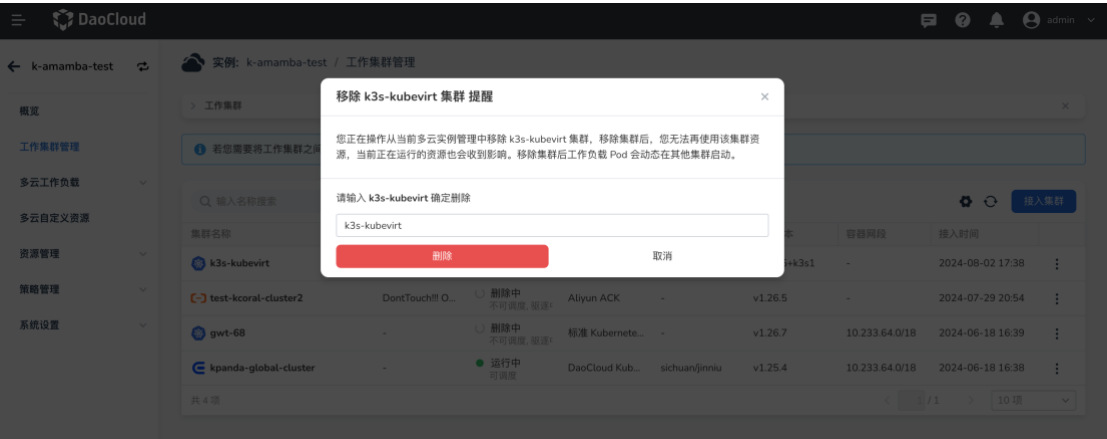 DaoCloud
admin
k-amamba-test
实例: k-amamba-test / 工作集群管理
概览
工作集群管理
多云工作负载
多云自定义资源
资源管理
策略管理
系统设置
工作集群
若您需要将工作集群之间
移除 k3s-kubevirt 集群 提醒
您正在操作从当前多云实例管理中移除 k3s-kubevirt 集群，移除集群后，您无法再使用该集群资
源，当前正在运行的资源也会收到影响。移除集群后工作负载 Pod 会动态在其他集群启动。
请输入 k3s-kubevirt 确定删除
k3s-kubevirt
删除 取消
输入名称搜索 接入集群
集群名称 本 容器网段 接入时间
k3s-kubevirt +k3s1 - 2024-08-02 17:38
test-kcoral-cluster2 DontTouch!!! O... 删除中 Aliyun ACK - v1.26.5 - 2024-07-29 20:54
不可调度, 驱逐
gwt-68 - 删除中 标准 Kubernete... - v1.26.7 10.233.64.0/18 2024-06-18 16:39
不可调度, 驱逐
kpanda-global-cluster - 运行中 DaoCloud Kub... sichuan/jinniu v1.25.4 10.233.64.0/18 2024-06-18 16:38
可调度
共 4 项 1 / 1 10 项